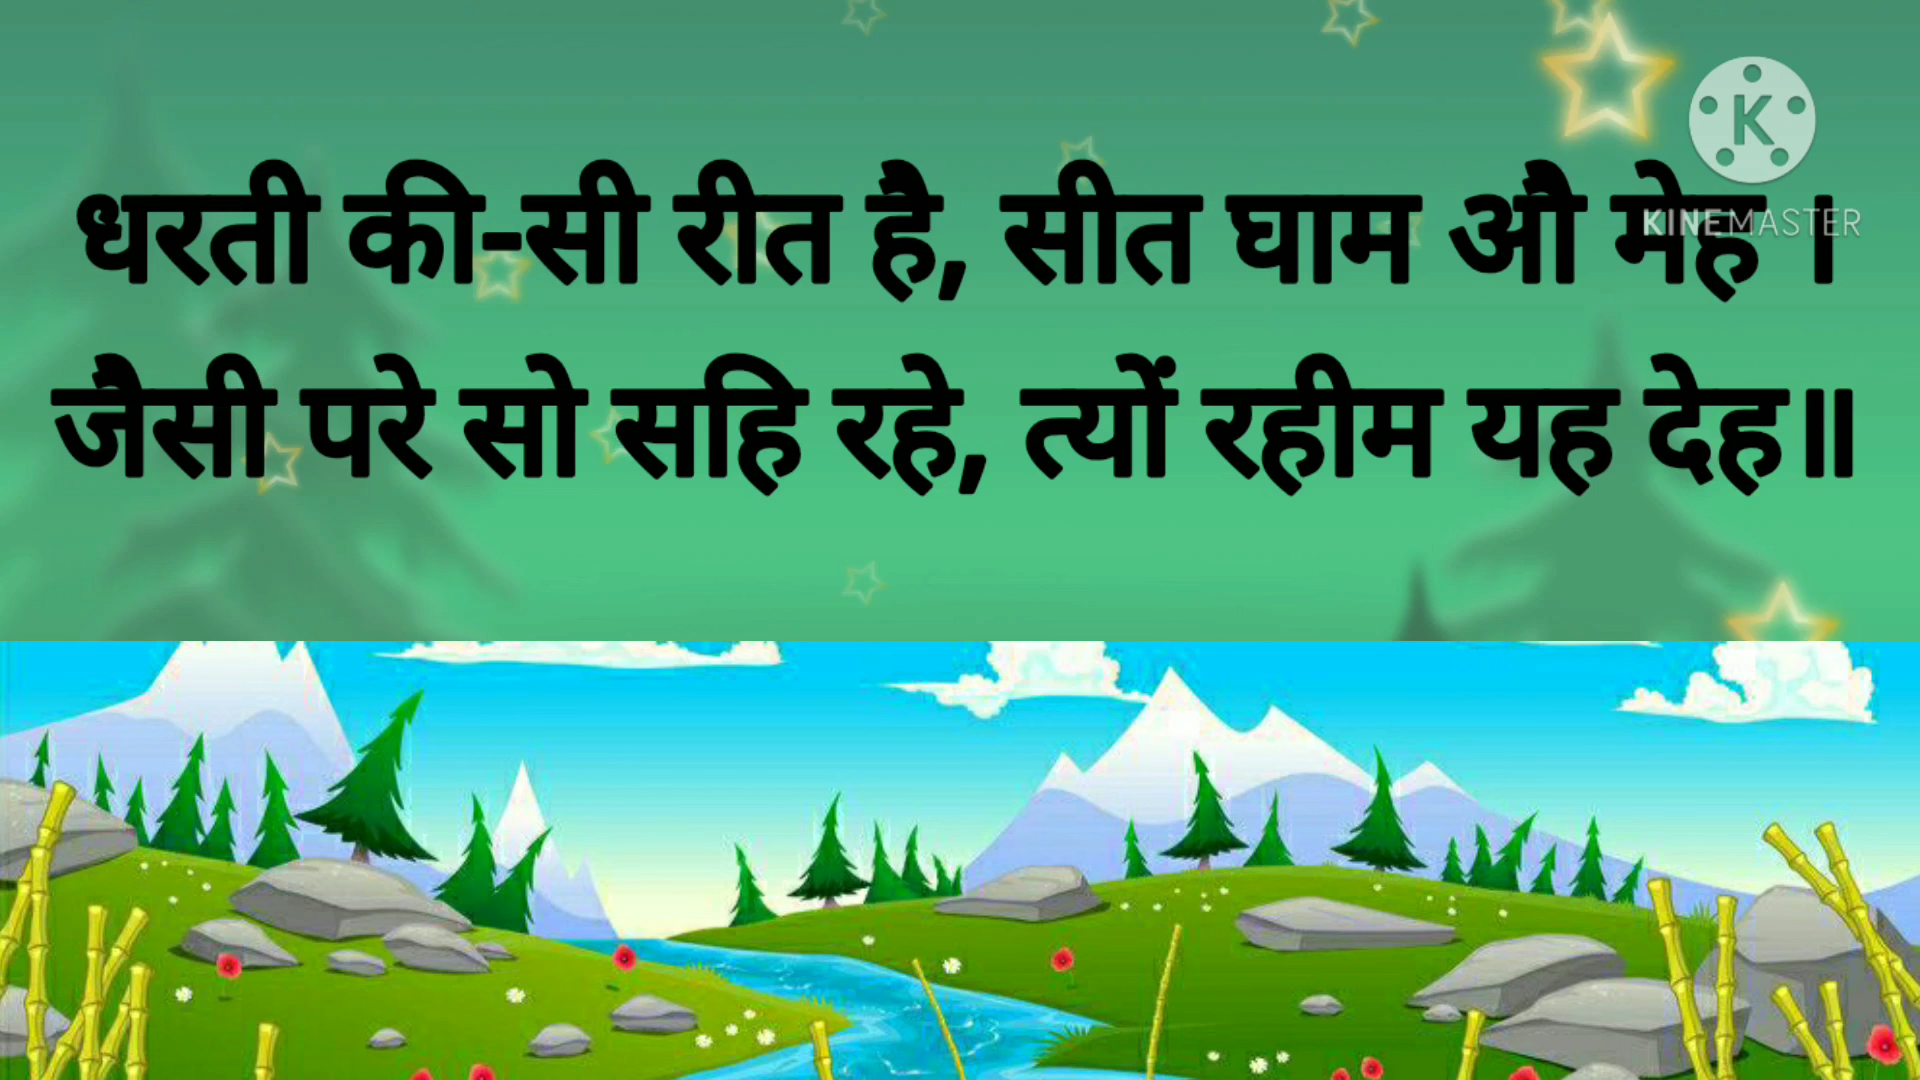 धरती की-सी रीत है, सीत घाम औ मेह ।
जैसी परे सो सहि रहे, त्यों रहीम यह देह॥
K
KINEMASTER